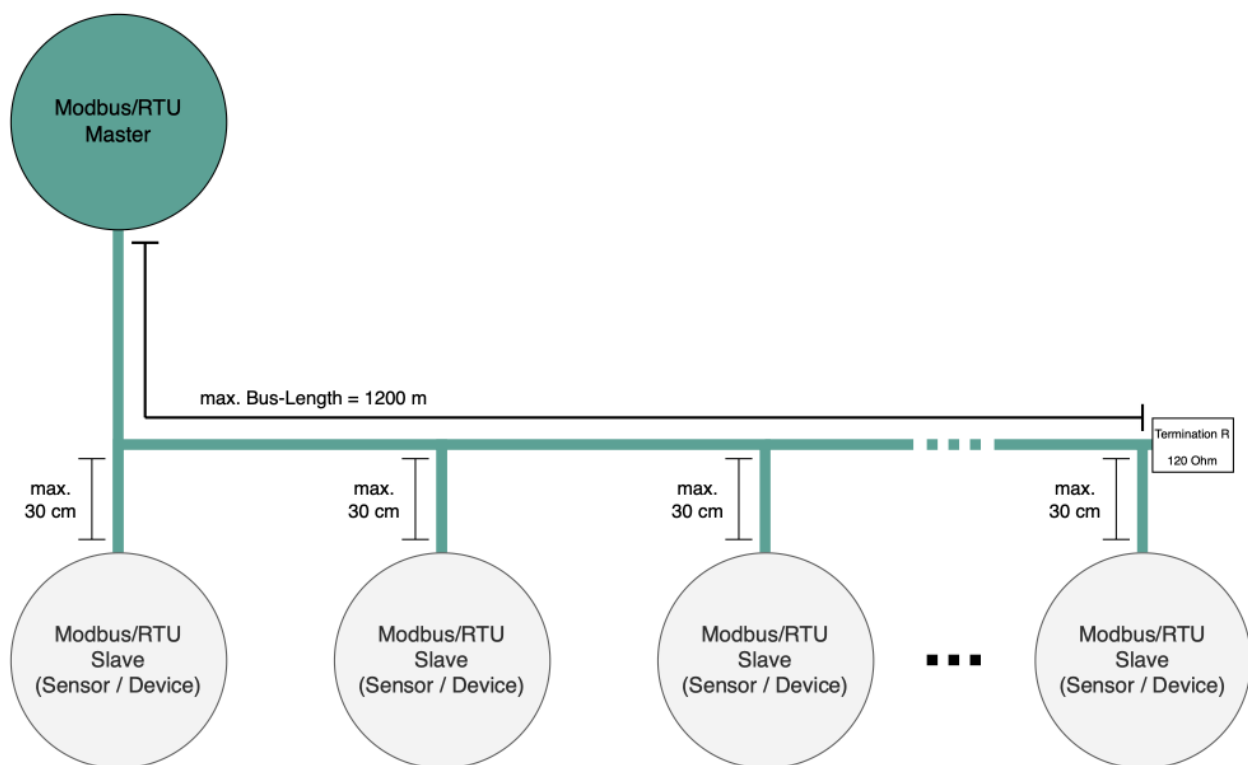 Modbus/RTU
Master
max. Bus-Length = 1200 m
Termination R
120 Ohm
max.
30 cm
max.
30 cm
max.
30 cm
max.
30 cm
Modbus/RTU
Slave
(Sensor / Device)
Modbus/RTU
Slave
(Sensor / Device)
Modbus/RTU
Slave
(Sensor / Device)
Modbus/RTU
Slave
(Sensor / Device)